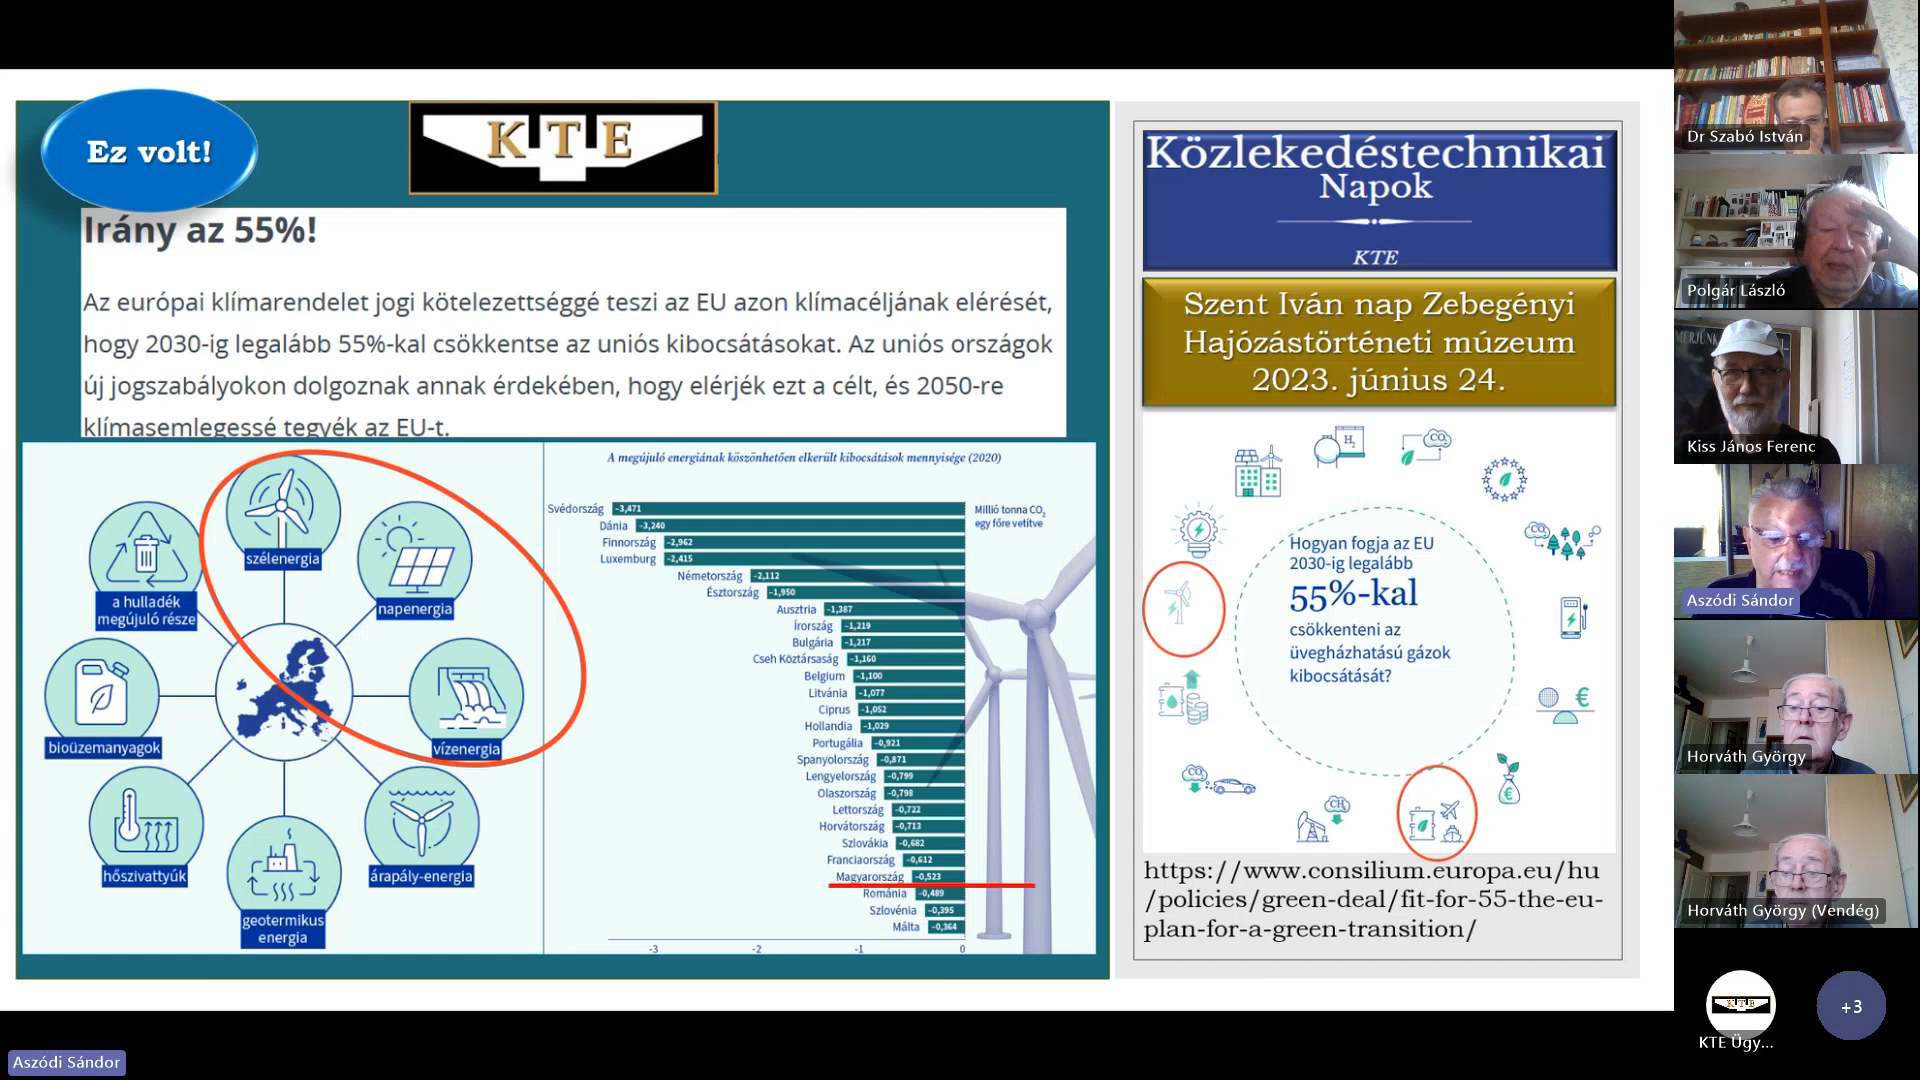 Ez volt!
KTE
Irány az 55%!
Az európai klímarendelet jogi kötelezettséggé teszi az EU azon klímacéljának elérését,
hogy 2030-ig legalább 55%-kal csökkentse az uniós kibocsátásokat. Az uniós országok
új jogszabályokon dolgoznak annak érdekében, hogy elérjék ezt a célt, és 2050-re
klímasemlegessé tegyék az EU-t.
szélenergia
napenergia
a hulladék
megújuló része
bioüzemanyagok
vízenergia
hőszivattyúk
árapály-energia
geotermikus
energia
A megújuló energiának köszönhetően elkerült kibocsátások mennyisége (2020)
Millió tonna CO₂
egy főre vetítve
Svédország -3,471
Dánia -3,240
Finnország -2,962
Luxemburg -2,415
Németország -2,112
Észtország -1,950
Ausztria -1,387
Írország -1,219
Bulgária -1,217
Cseh Köztársaság -1,160
Belgium -1,100
Litvánia -1,077
Ciprus -1,052
Hollandia -1,029
Portugália -0,921
Spanyolország -0,871
Lengyelország -0,799
Olaszország -0,798
Lettország -0,722
Horvátország -0,713
Szlovákia -0,682
Franciaország -0,612
Magyarország -0,523
Románia -0,489
Szlovénia -0,395
Málta -0,364
-3 -2 -1 0
Közlekedéstechnikai
Napok
KTE
Szent Iván nap Zebegényi
Hajózástörténeti múzeum
2023. június 24.
H₂
CO₂
CO₂
Hogyan fogja az EU
2030-ig legalább
55%-kal
csökkenteni az
üvegházhatású gázok
kibocsátását?
€
CO₂
CH₄
€
https://www.consilium.europa.eu/hu
/policies/green-deal/fit-for-55-the-eu-
plan-for-a-green-transition/
Dr Szabó István
Polgár László
Kiss János Ferenc
Aszódi Sándor
Horváth György
Horváth György (Vendég)
KTE
KTE Ügy...
+3
Aszódi Sándor